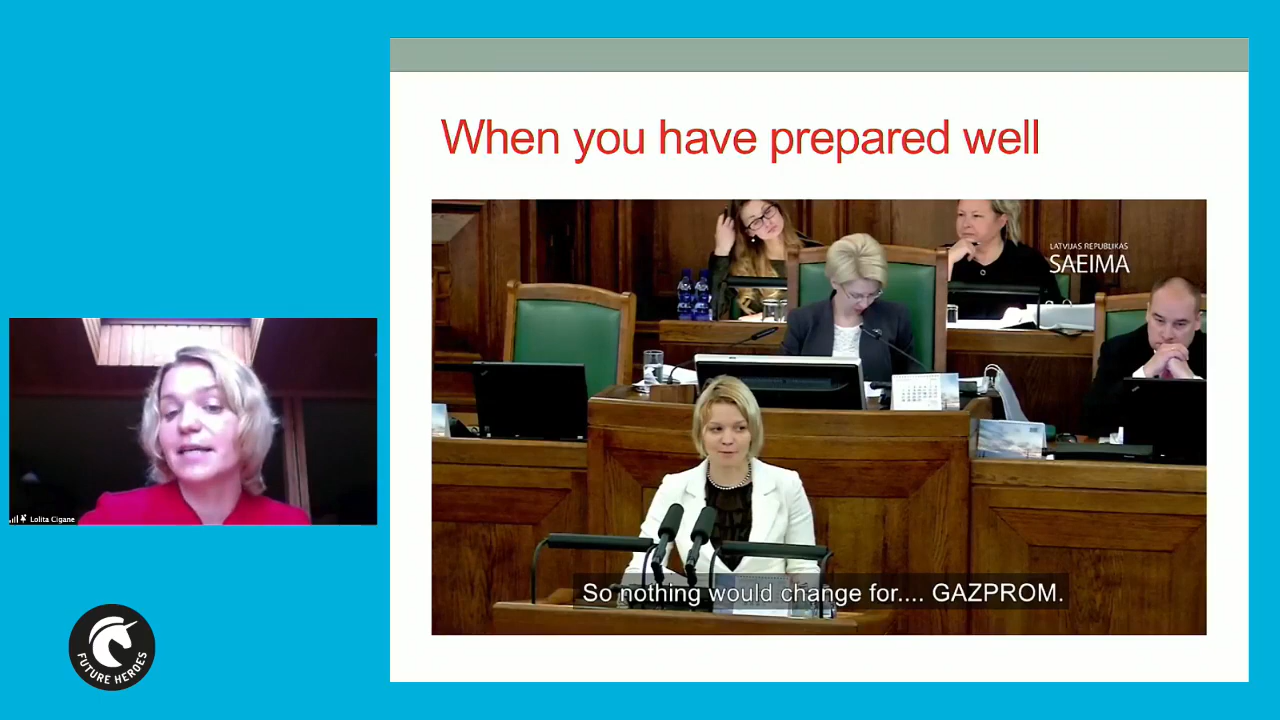 When you have prepared well
LATVIJAS REPUBLIKAS
SAEIMA
So nothing would change for.... GAZPROM.
Lolita Cigane
FUTURE HEROES